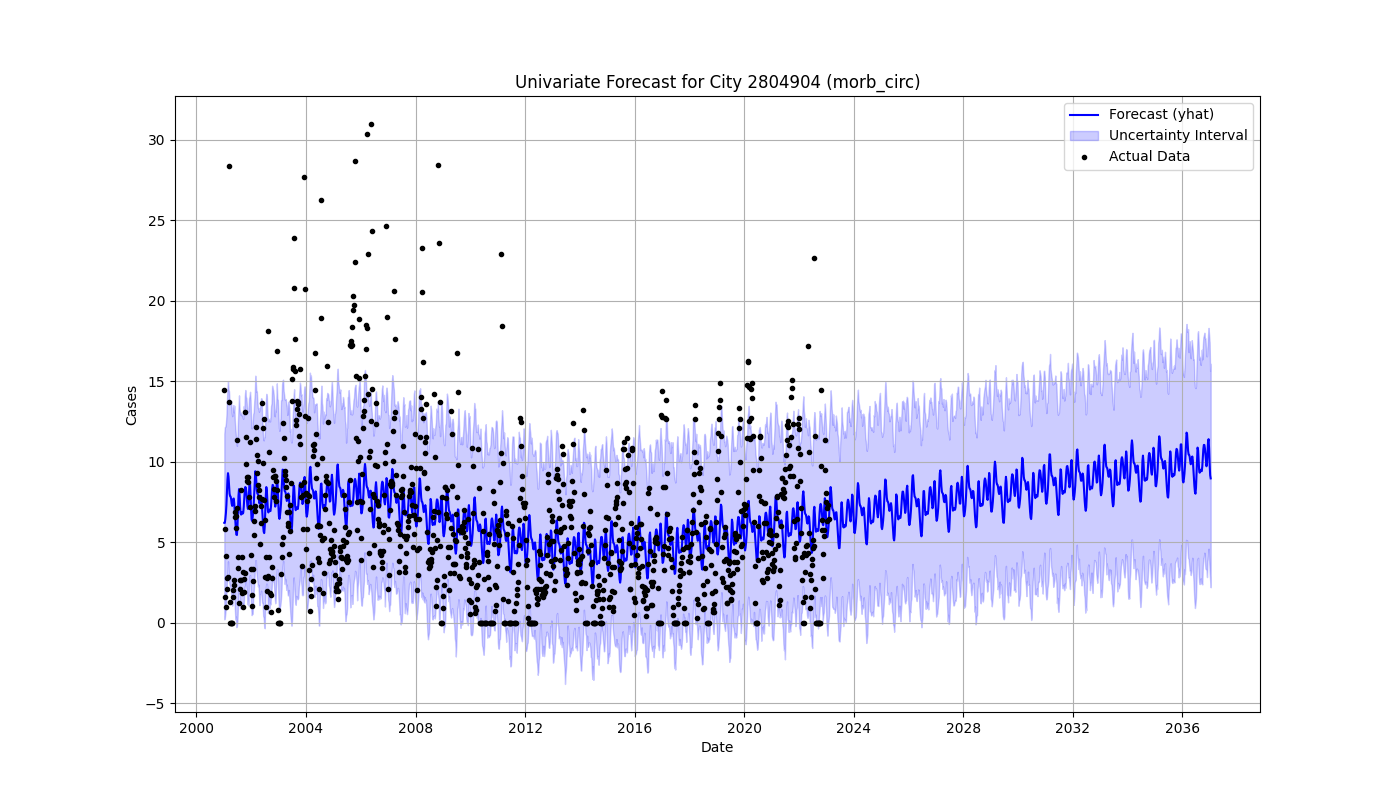 Univariate Forecast for City 2804904 (morb_circ)
Forecast (yhat)
Uncertainty Interval
Actual Data
Cases
30
25
20
15
10
5
0
−5
2000 2004 2008 2012 2016 2020 2024 2028 2032 2036
Date